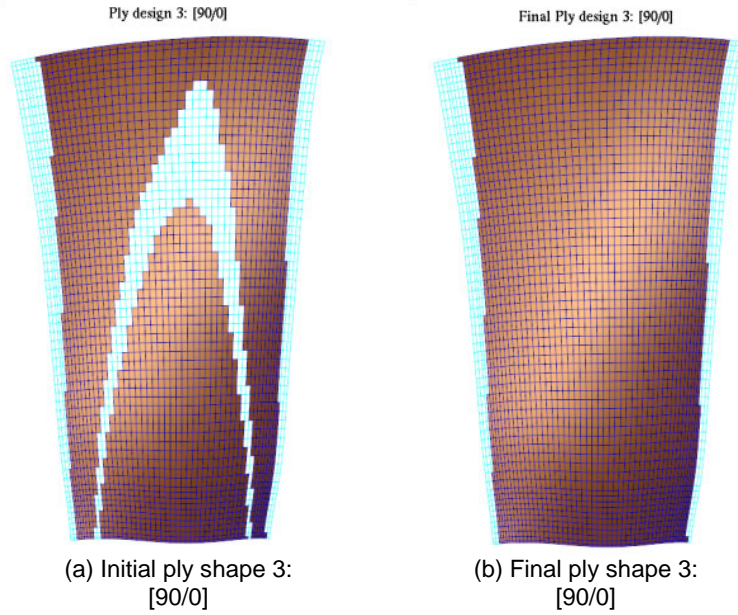 Ply design 3: [90/0]
Final Ply design 3: [90/0]
(a) Initial ply shape 3:
[90/0]
(b) Final ply shape 3:
[90/0]